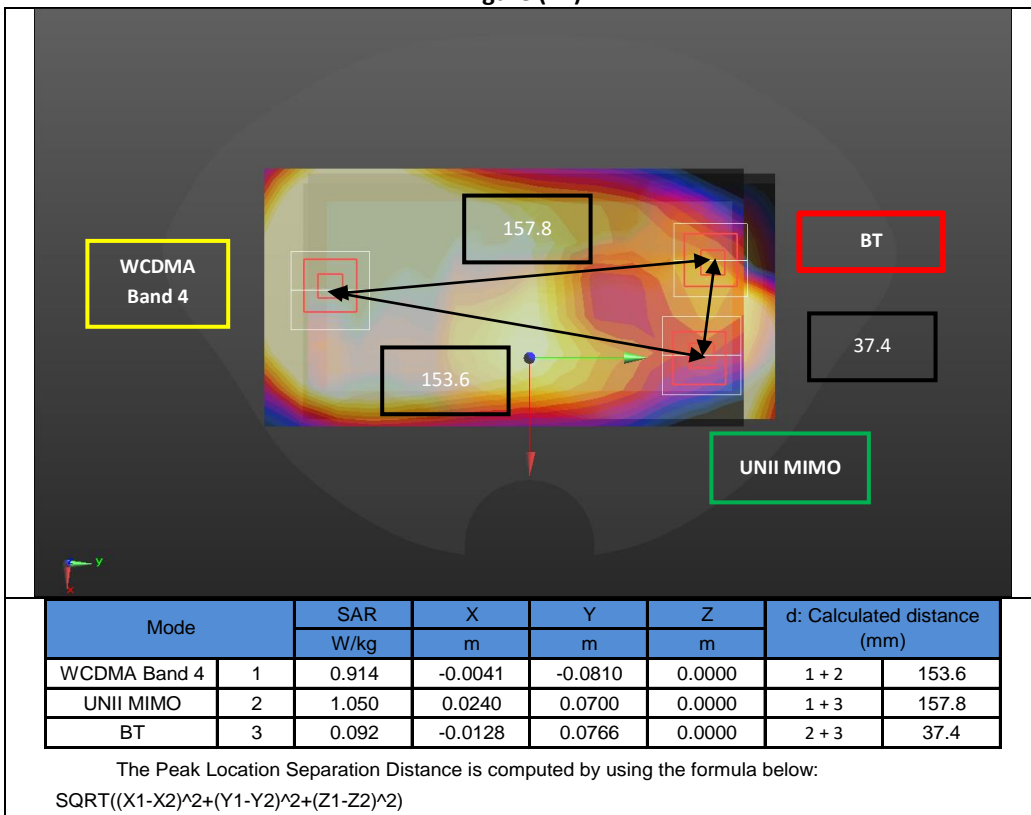 157.8
BT
WCDMA
Band 4
37.4
153.6
UNII MIMO
y
x
Mode SAR X Y Z d: Calculated distance
W/kg m m m (mm)
WCDMA Band 4 1 0.914 -0.0041 -0.0810 0.0000 1 + 2 153.6
UNII MIMO 2 1.050 0.0240 0.0700 0.0000 1 + 3 157.8
BT 3 0.092 -0.0128 0.0766 0.0000 2 + 3 37.4
The Peak Location Separation Distance is computed by using the formula below:
SQRT((X1-X2)^2+(Y1-Y2)^2+(Z1-Z2)^2)